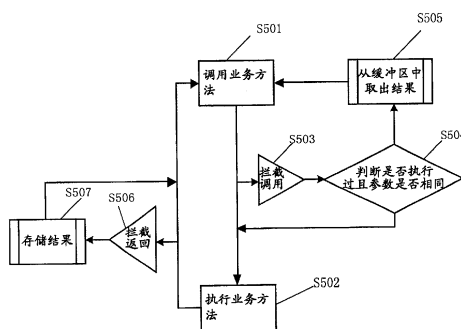 S501
S505
调用业务方
法
从缓冲区中
取出结果
S503
S504
拦截
调用
判断是否执行
过且参数是否相同
S507
S506
存储结果
拦截
返回
S502
执行业务方
法